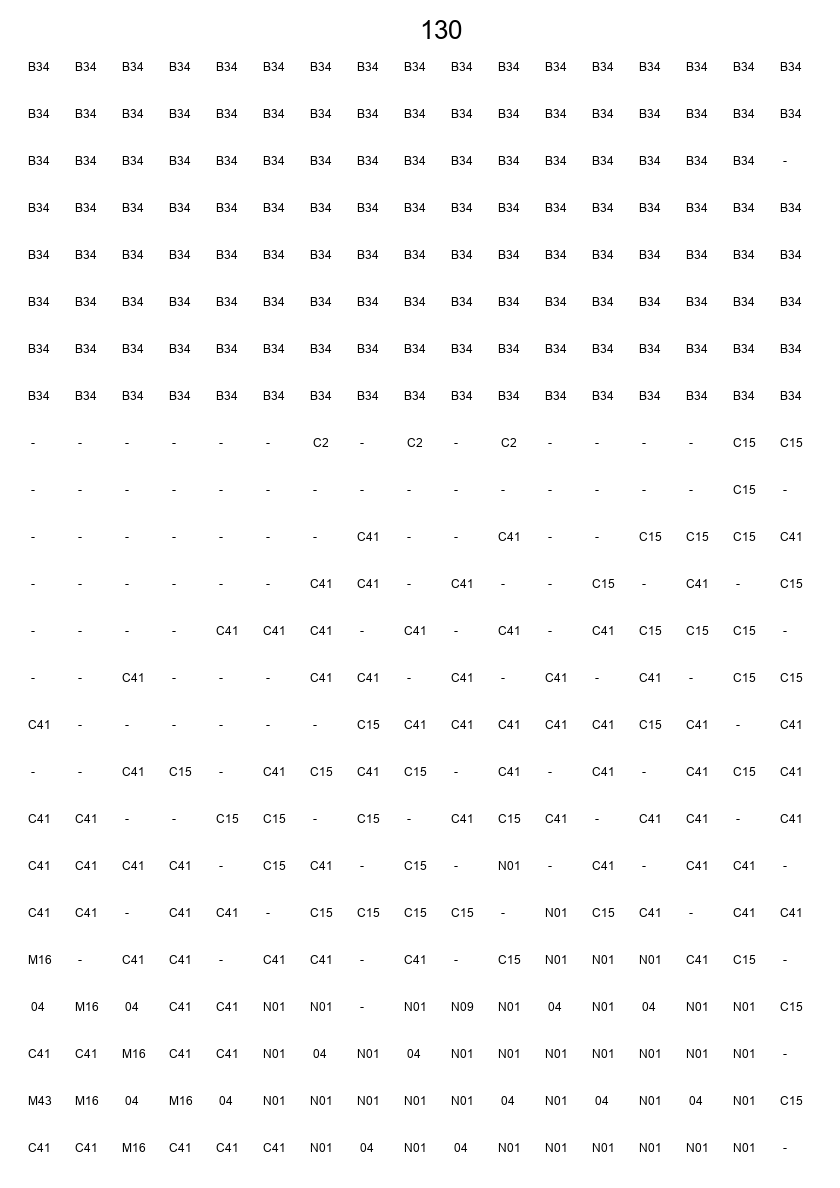 130
B34 B34 B34 B34 B34 B34 B34 B34 B34 B34 B34 B34 B34 B34 B34 B34 B34
B34 B34 B34 B34 B34 B34 B34 B34 B34 B34 B34 B34 B34 B34 B34 B34 B34
B34 B34 B34 B34 B34 B34 B34 B34 B34 B34 B34 B34 B34 B34 B34 B34 -
B34 B34 B34 B34 B34 B34 B34 B34 B34 B34 B34 B34 B34 B34 B34 B34 B34
B34 B34 B34 B34 B34 B34 B34 B34 B34 B34 B34 B34 B34 B34 B34 B34 B34
B34 B34 B34 B34 B34 B34 B34 B34 B34 B34 B34 B34 B34 B34 B34 B34 B34
B34 B34 B34 B34 B34 B34 B34 B34 B34 B34 B34 B34 B34 B34 B34 B34 B34
B34 B34 B34 B34 B34 B34 B34 B34 B34 B34 B34 B34 B34 B34 B34 B34 B34
- - - - - - C2 - C2 - C2 - - - - C15 C15
- - - - - - - - - - - - - - - C15 -
- - - - - - - C41 - - C41 - - C15 C15 C15 C41
- - - - - - C41 C41 - C41 - - C15 - C41 - C15
- - - - C41 C41 C41 - C41 - C41 - C41 C15 C15 C15 -
- - C41 - - - C41 C41 - C41 - C41 - C41 - C15 C15
C41 - - - - - - C15 C41 C41 C41 C41 C41 C15 C41 - C41
- - C41 C15 - C41 C15 C41 C15 - C41 - C41 - C41 C15 C41
C41 C41 - - C15 C15 - C15 - C41 C15 C41 - C41 C41 - C41
C41 C41 C41 C41 - C15 C41 - C15 - N01 - C41 - C41 C41 -
C41 C41 - C41 C41 - C15 C15 C15 C15 - N01 C15 C41 - C41 C41
M16 - C41 C41 - C41 C41 - C41 - C15 N01 N01 N01 C41 C15 -
04 M16 04 C41 C41 N01 N01 - N01 N09 N01 04 N01 04 N01 N01 C15
C41 C41 M16 C41 C41 N01 04 N01 04 N01 N01 N01 N01 N01 N01 N01 -
M43 M16 04 M16 04 N01 N01 N01 N01 N01 04 N01 04 N01 04 N01 C15
C41 C41 M16 C41 C41 C41 N01 04 N01 04 N01 N01 N01 N01 N01 N01 -